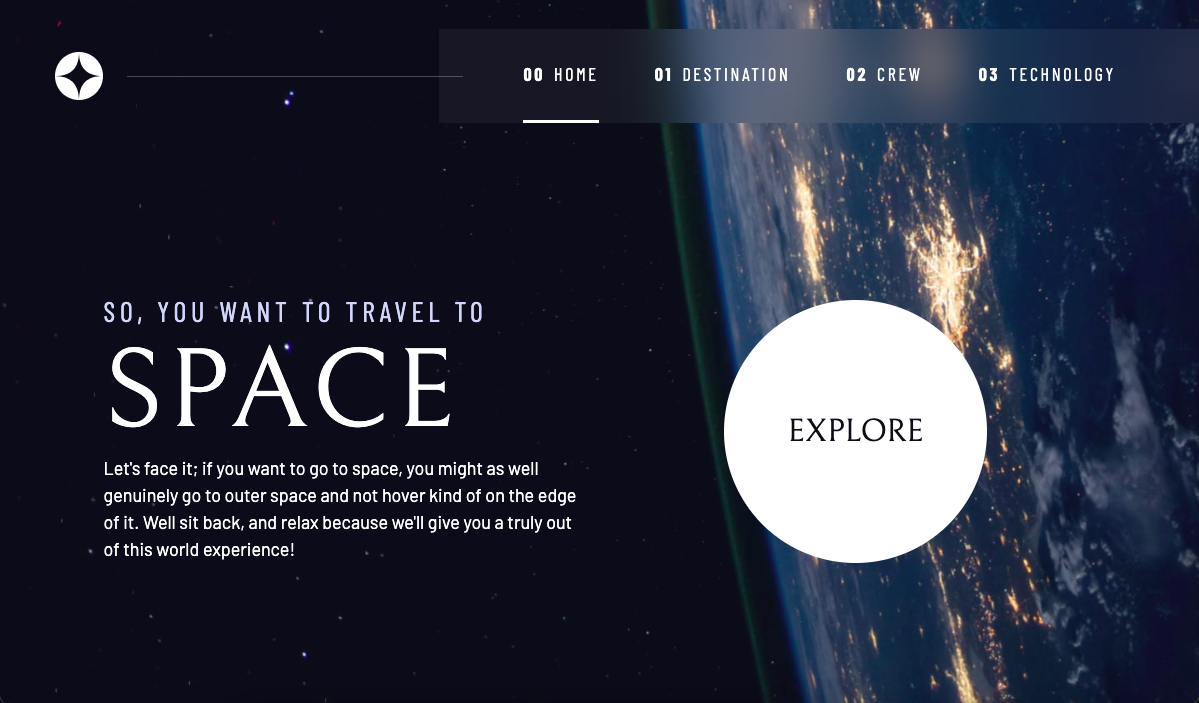 00 HOME 01 DESTINATION 02 CREW 03 TECHNOLOGY
SO, YOU WANT TO TRAVEL TO
SPACE
Let's face it; if you want to go to space, you might as well
genuinely go to outer space and not hover kind of on the edge
of it. Well sit back, and relax because we'll give you a truly out
of this world experience!
EXPLORE